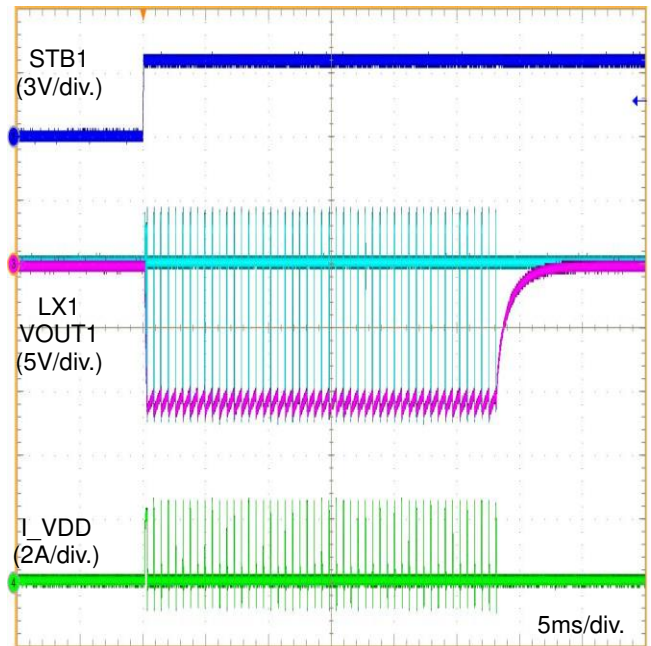 STB1
(3V/div.)
LX1
VOUT1
(5V/div.)
I_VDD
(2A/div.)
5ms/div.